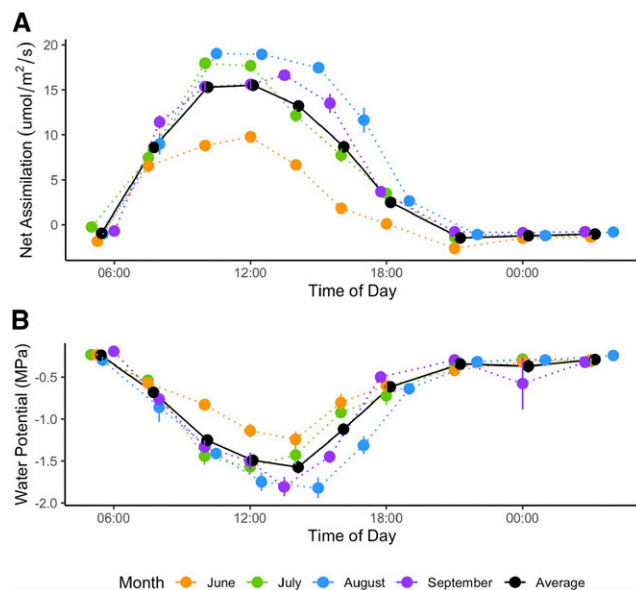 A
Net Assimilation (umol/m²/s)
20
15
10
5
0
06:00 12:00 18:00 00:00
Time of Day
B
Water Potential (MPa)
-0.5
-1.0
-1.5
-2.0
06:00 12:00 18:00 00:00
Time of Day
Month June July August September Average